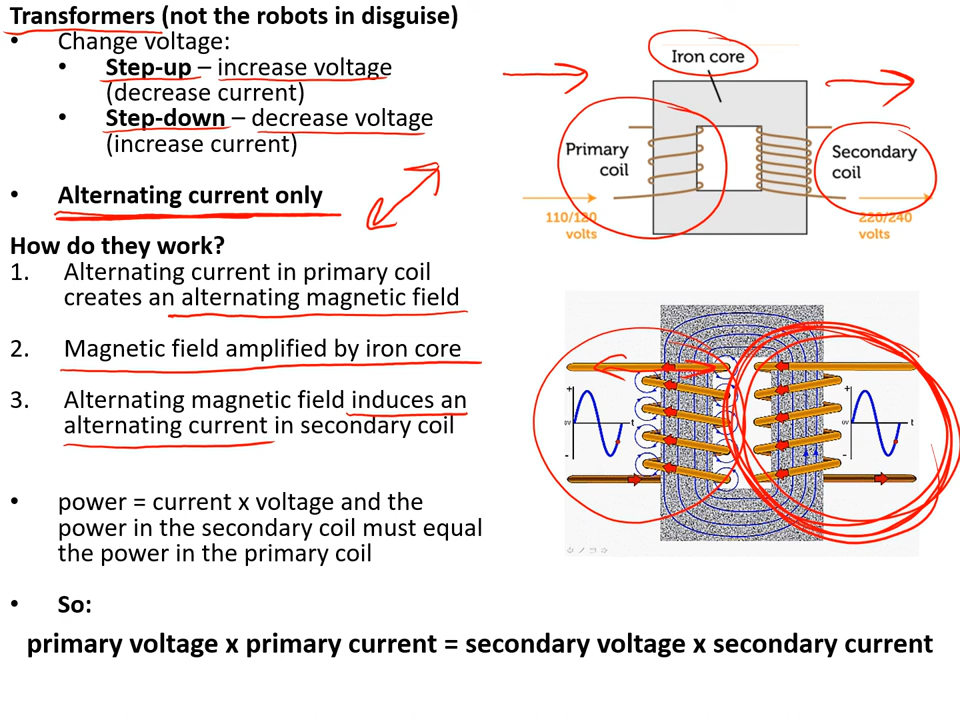 Transformers (not the robots in disguise)
• Change voltage:
• Step-up – increase voltage
(decrease current)
• Step-down – decrease voltage
(increase current)
• Alternating current only
How do they work?
1. Alternating current in primary coil
creates an alternating magnetic field
2. Magnetic field amplified by iron core
3. Alternating magnetic field induces an
alternating current in secondary coil
• power = current x voltage and the
power in the secondary coil must equal
the power in the primary coil
• So:
primary voltage x primary current = secondary voltage x secondary current
Iron core
Primary
coil
Secondary
coil
110/120
volts
220/240
volts
+
0V
t
-
+
0V
t
-